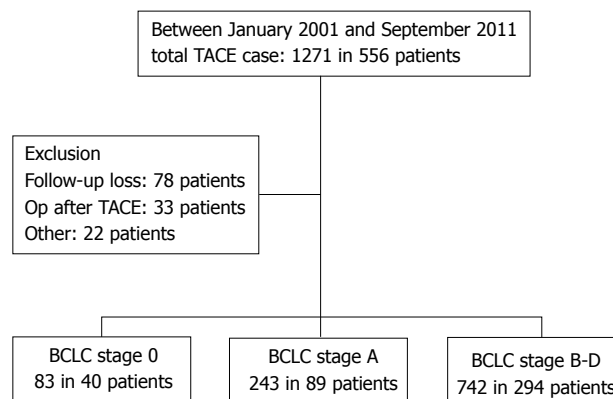 Between January 2001 and September 2011
total TACE case: 1271 in 556 patients
Exclusion
Follow-up loss: 78 patients
Op after TACE: 33 patients
Other: 22 patients
BCLC stage 0
83 in 40 patients
BCLC stage A
243 in 89 patients
BCLC stage B-D
742 in 294 patients